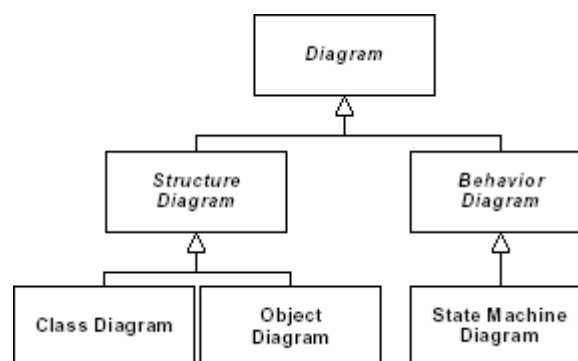 Diagram
Structure
Diagram
Behavior
Diagram
Class Diagram
Object
Diagram
State Machine
Diagram